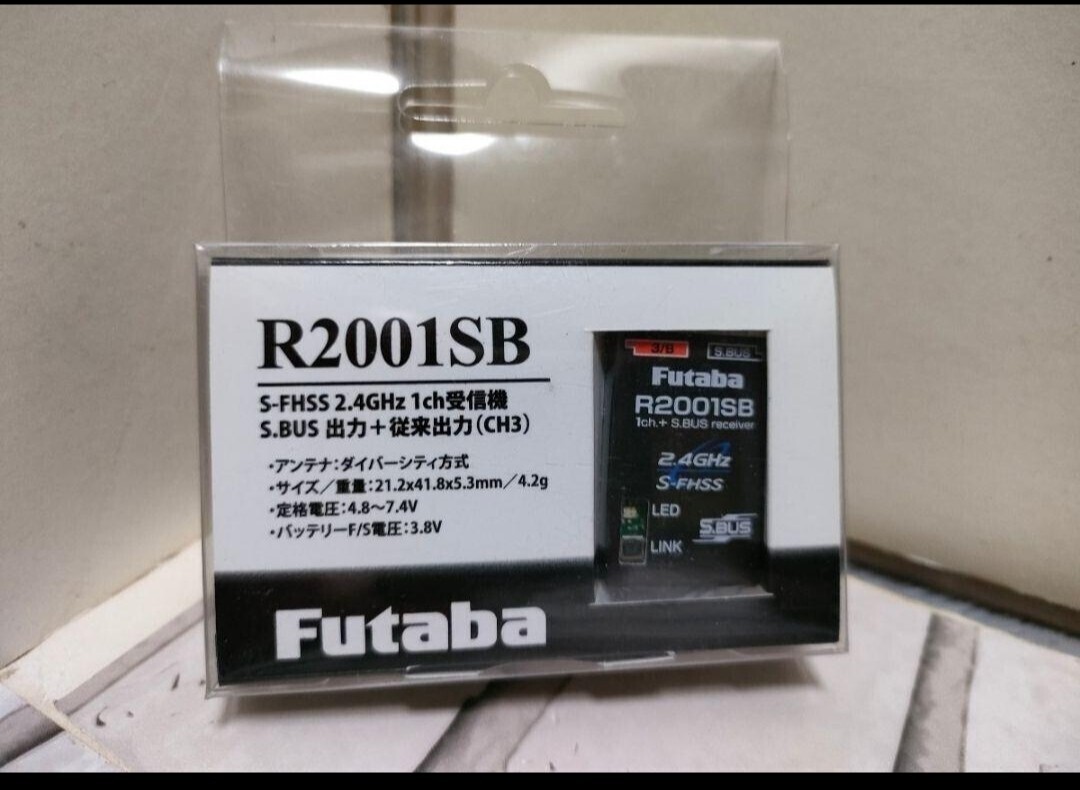 R2001SB
S-FHSS 2.4GHz 1ch受信機
S.BUS 出力＋従来出力(CH3)
・アンテナ：ダイバーシティ方式
・サイズ／重量：21.2x41.8x5.3mm／4.2g
・定格電圧：4.8～7.4V
・バッテリーF/S電圧：3.8V
Futaba
3/B S.BUS
Futaba
R2001SB
1ch.+ S.BUS receiver
2.4GHz
S-FHSS
LED
S.BUS
LINK